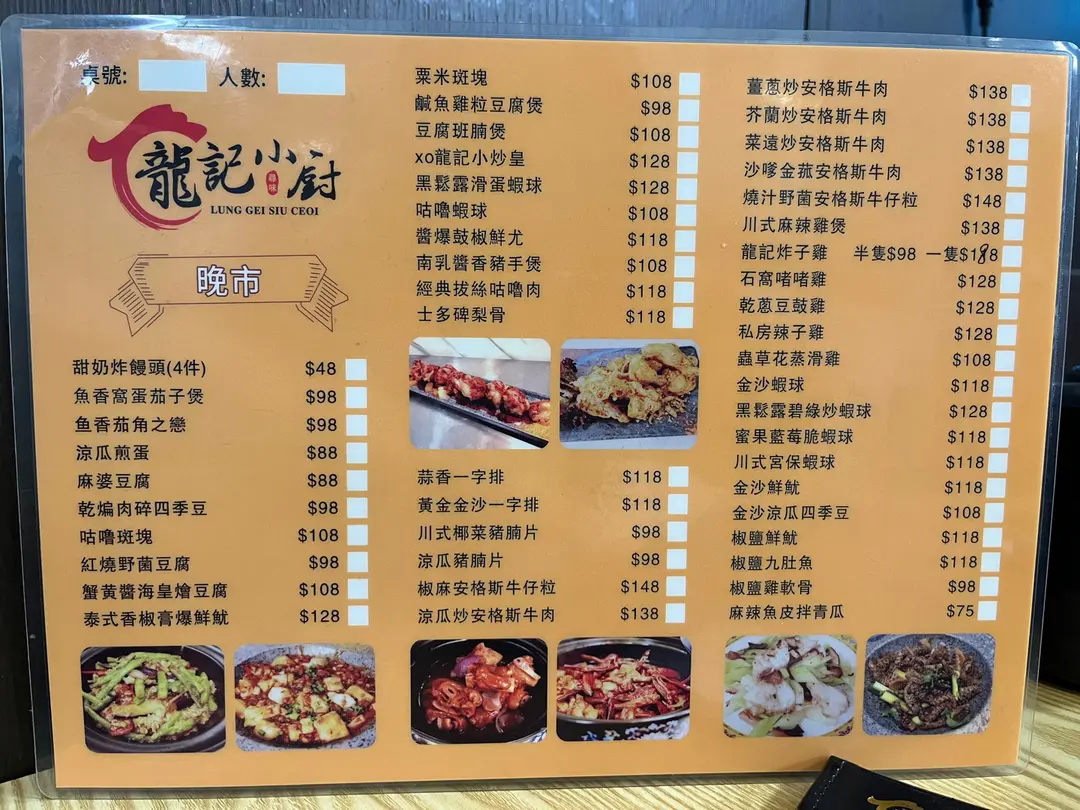 桌號: 人數:
龍記小厨
尋味
LUNG GEI SIU CEOI
晚市
甜奶炸饅頭(4件) $48
魚香窩蛋茄子煲 $98
鱼香茄角之戀 $98
涼瓜煎蛋 $88
麻婆豆腐 $88
乾煸肉碎四季豆 $98
咕嚕斑塊 $108
紅燒野菌豆腐 $98
蟹黃醬海皇燴豆腐 $108
泰式香椒膏爆鮮魷 $128
粟米斑塊 $108
鹹魚雞粒豆腐煲 $98
豆腐班腩煲 $108
xo龍記小炒皇 $128
黑鬆露滑蛋蝦球 $128
咕嚕蝦球 $108
醬爆鼓椒鮮尤 $118
南乳醬香豬手煲 $108
經典拔絲咕嚕肉 $118
士多碑梨骨 $118
蒜香一字排 $118
黃金金沙一字排 $118
川式椰菜豬腩片 $98
涼瓜豬腩片 $98
椒麻安格斯牛仔粒 $148
涼瓜炒安格斯牛肉 $138
薑蔥炒安格斯牛肉 $138
芥蘭炒安格斯牛肉 $138
菜遠炒安格斯牛肉 $138
沙嗲金菰安格斯牛肉 $138
燒汁野菌安格斯牛仔粒 $148
川式麻辣雞煲 $138
龍記炸子雞 半隻$98 一隻$188
石窩啫啫雞 $128
乾蔥豆鼓雞 $128
私房辣子雞 $128
蟲草花蒸滑雞 $108
金沙蝦球 $118
黑鬆露碧綠炒蝦球 $128
蜜果藍莓脆蝦球 $118
川式宮保蝦球 $118
金沙鮮魷 $118
金沙涼瓜四季豆 $108
椒鹽鮮魷 $118
椒鹽九肚魚 $118
椒鹽雞軟骨 $98
麻辣魚皮拌青瓜 $75